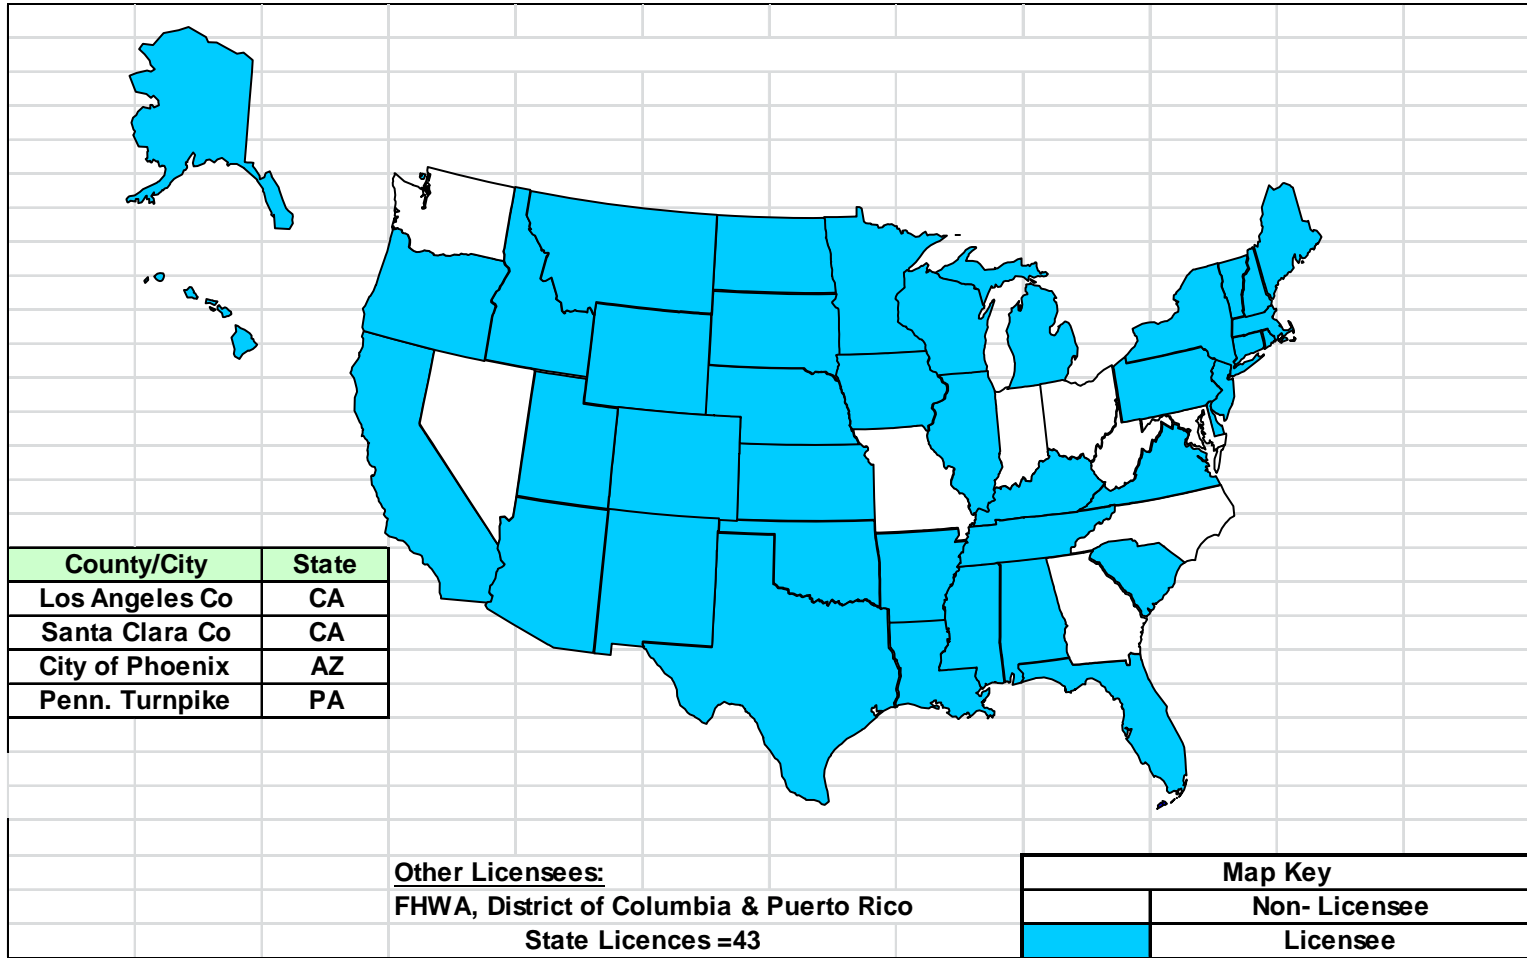 County/City State
Los Angeles Co CA
Santa Clara Co CA
City of Phoenix AZ
Penn. Turnpike PA
Other Licensees:
FHWA, District of Columbia & Puerto Rico
State Licences =43
Map Key
Non- Licensee
Licensee